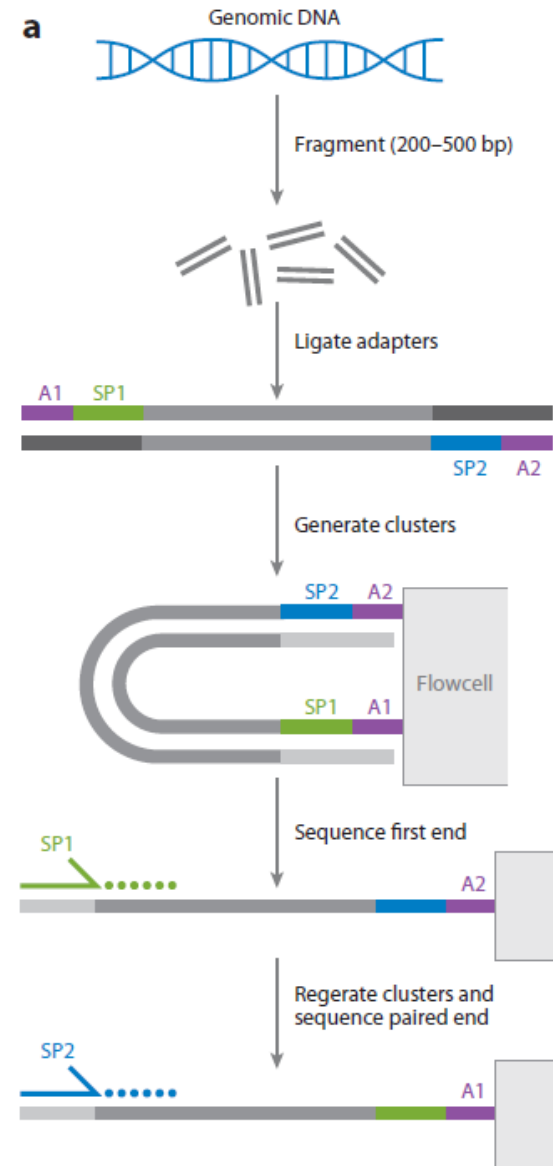 a
Genomic DNA
Fragment (200–500 bp)
Ligate adapters
A1 SP1
SP2 A2
Generate clusters
SP2 A2
Flowcell
SP1 A1
Sequence first end
SP1
A2
Regerate clusters and
sequence paired end
SP2
A1